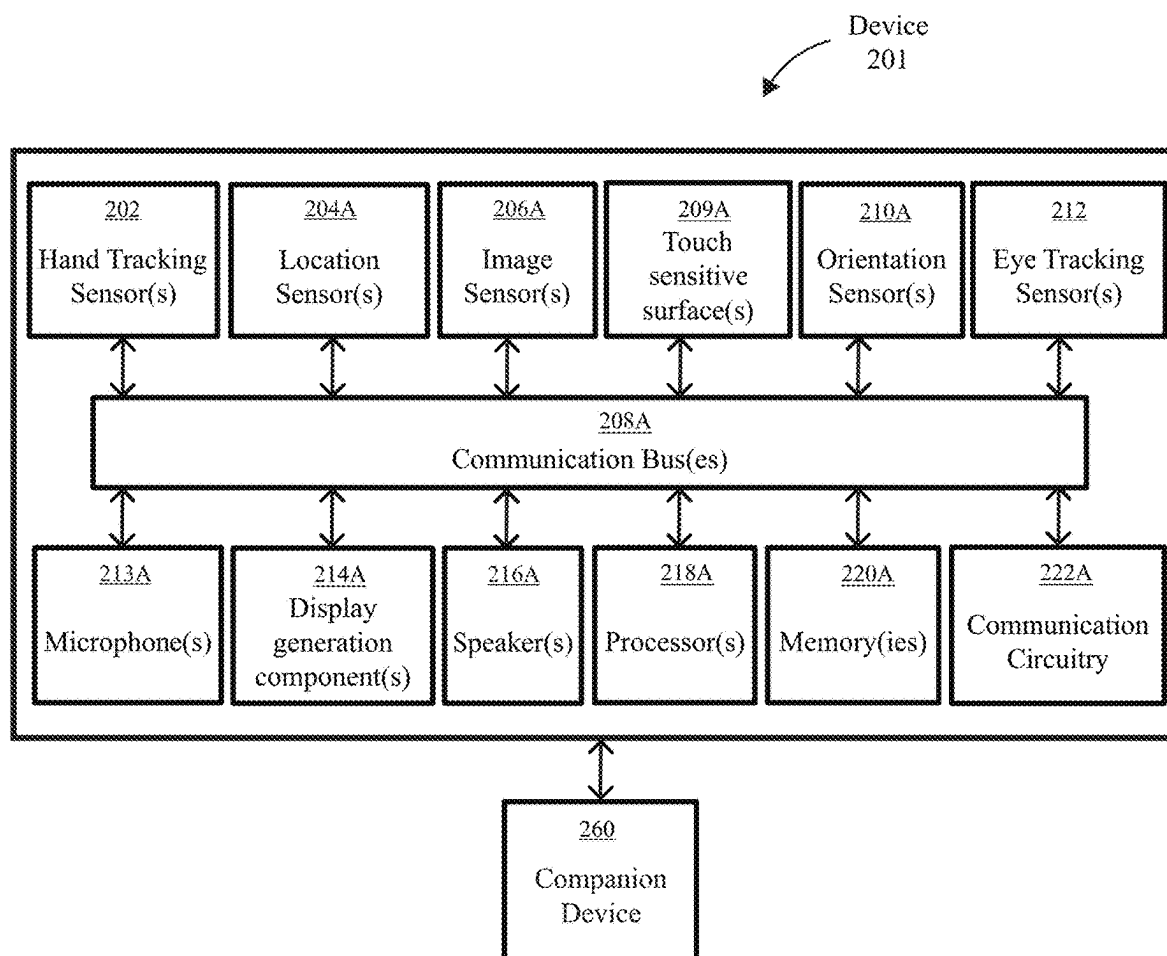 Device
201
202
Hand Tracking
Sensor(s)
204A
Location
Sensor(s)
206A
Image
Sensor(s)
209A
Touch
sensitive
surface(s)
210A
Orientation
Sensor(s)
212
Eye Tracking
Sensor(s)
208A
Communication Bus(es)
213A
Microphone(s)
214A
Display
generation
component(s)
216A
Speaker(s)
218A
Processor(s)
220A
Memory(ies)
222A
Communication
Circuitry
260
Companion
Device